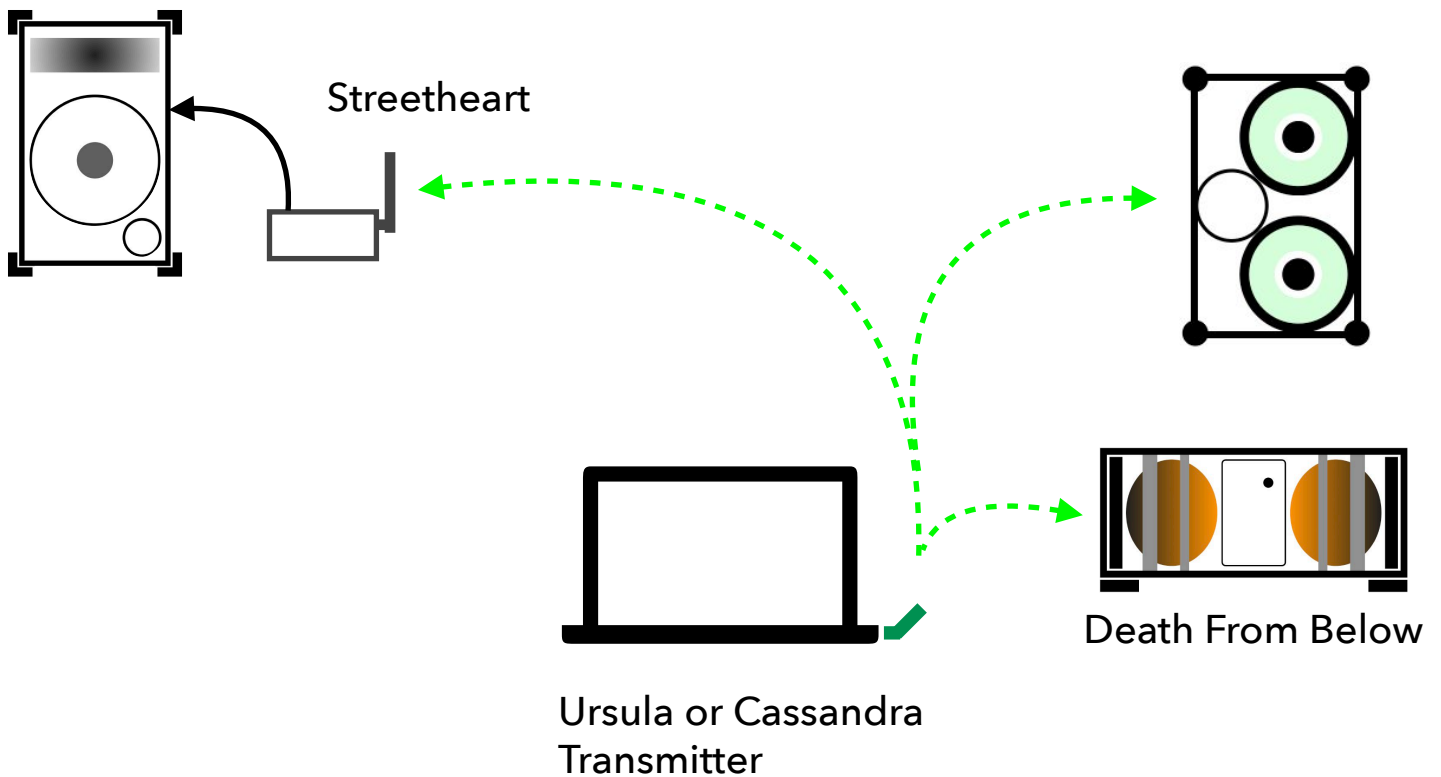 Streetheart
Death From Below
Ursula or Cassandra
Transmitter